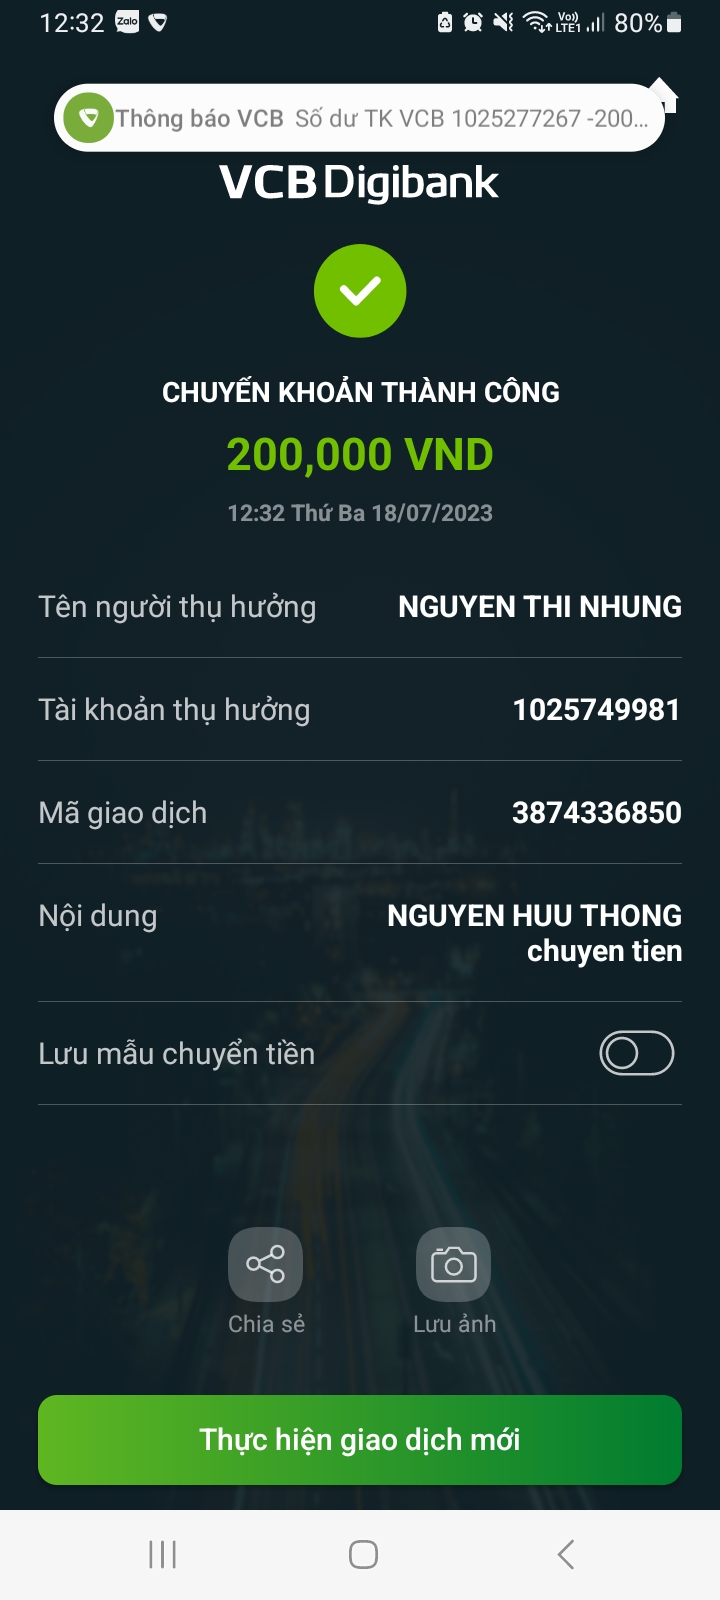 12:32 Zalo Vo)) LTE1 80%
Thông báo VCB Số dư TK VCB 1025277267 -200...
VCB Digibank
CHUYỂN KHOẢN THÀNH CÔNG
200,000 VND
12:32 Thứ Ba 18/07/2023
Tên người thụ hưởng NGUYEN THI NHUNG
Tài khoản thụ hưởng 1025749981
Mã giao dịch 3874336850
Nội dung NGUYEN HUU THONG
chuyen tien
Lưu mẫu chuyển tiền
Chia sẻ Lưu ảnh
Thực hiện giao dịch mới